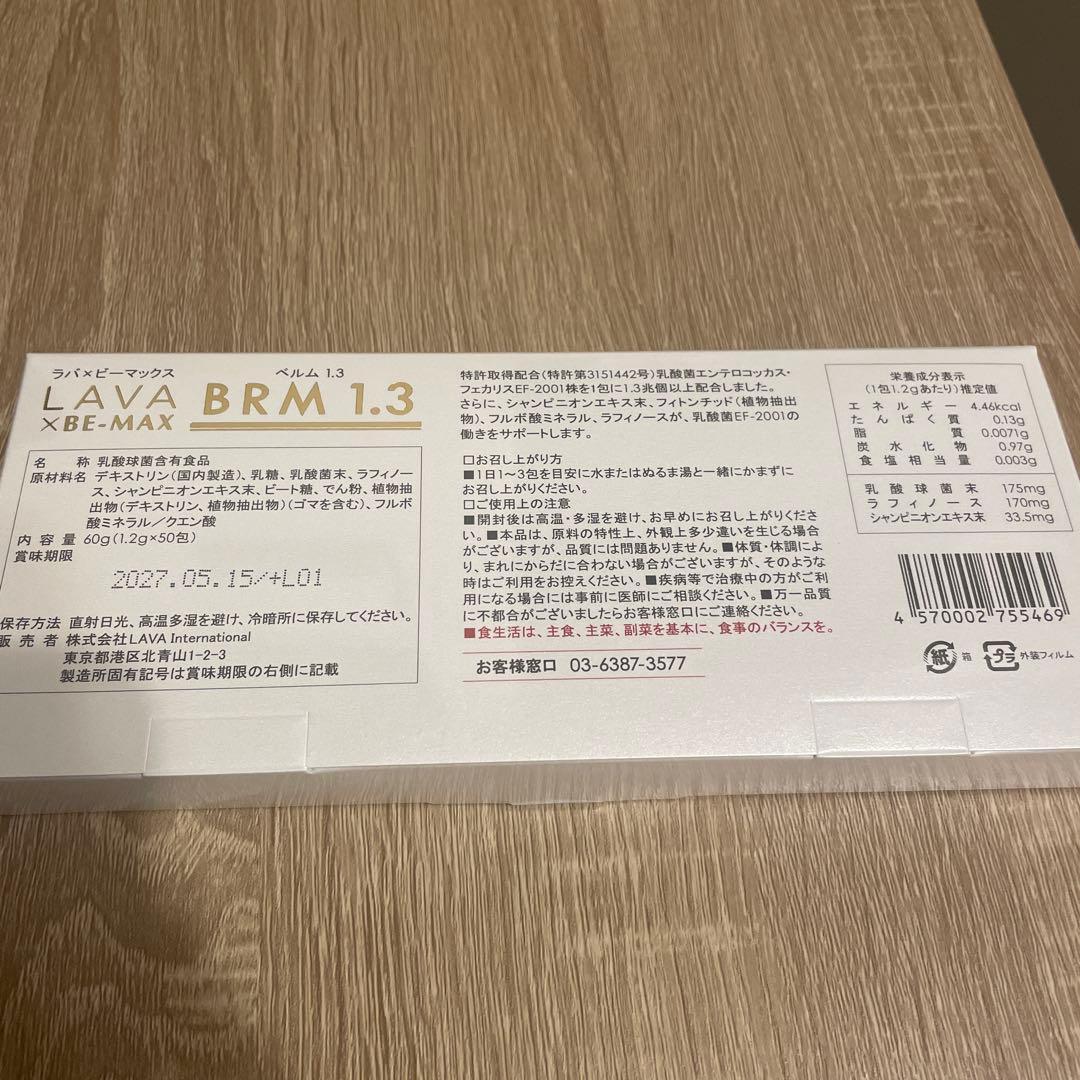 ラバ×ビーマックス
LAVA
×BE-MAX
ベルム 1.3
BRM 1.3
名　称　乳酸球菌含有食品
原材料名　デキストリン(国内製造)、乳糖、乳酸菌末、ラフィノー
ス、シャンピニオンエキス末、ビート糖、でん粉、植物抽
出物(デキストリン、植物抽出物)(ゴマを含む)、フルボ
酸ミネラル／クエン酸
内 容 量　60g(1.2g×50包)
賞味期限
2027.05.15/+L01
保存方法　直射日光、高温多湿を避け、冷暗所に保存してください。
販 売 者　株式会社LAVA International
東京都港区北青山1-2-3
製造所固有記号は賞味期限の右側に記載
特許取得配合(特許第3151442号)乳酸菌エンテロコッカス・
フェカリスEF-2001株を1包に1.3兆個以上配合しました。
さらに、シャンピニオンエキス末、フィトンチッド(植物抽出
物)、フルボ酸ミネラル、ラフィノースが、乳酸菌EF-2001の
働きをサポートします。
□お召し上がり方
■1日1~3包を目安に水またはぬるま湯と一緒にかまずに
お召し上がりください。
□ご使用上の注意
■開封後は高温・多湿を避け、お早めにお召し上がりくださ
い。■本品は、原料の特性上、外観上多少違いを生じる場合
がございますが、品質には問題ありません。■体質・体調によ
り、まれにからだに合わない場合がございますが、そのような
時はご利用をお控えください。■疾病等で治療中の方がご利
用になる場合には事前に医師にご相談ください。■万一品質
に不都合がございましたらお客様窓口にご連絡ください。
■食生活は、主食、主菜、副菜を基本に、食事のバランスを。
お客様窓口　03-6387-3577
栄養成分表示
(1包1.2gあたり)推定値
エネルギー　4.46kcal
たんぱく質　0.13g
脂質　0.0071g
炭水化物　0.97g
食塩相当量　0.003g
乳酸球菌末　175mg
ラフィノース　170mg
シャンピニオンエキス末　33.5mg
4 570002 755469
紙 箱
プラ 外装フィルム